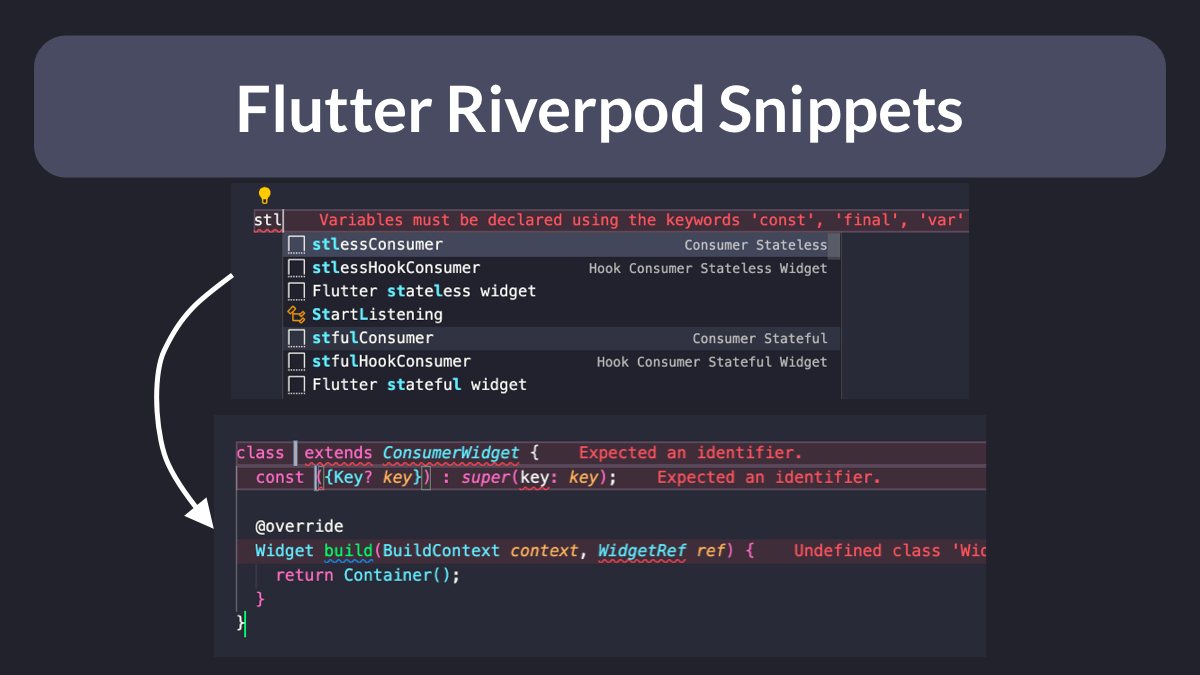 Flutter Riverpod Snippets
stl Variables must be declared using the keywords 'const', 'final', 'var'
stlessConsumer Consumer Stateless
stlessHookConsumer Hook Consumer Stateless Widget
Flutter stateless widget
StartListening
stfulConsumer Consumer Stateful
stfulHookConsumer Hook Consumer Stateful Widget
Flutter stateful widget
class extends ConsumerWidget { Expected an identifier.
const ({Key? key}) : super(key: key); Expected an identifier.
@override
Widget build(BuildContext context, WidgetRef ref) { Undefined class 'Wid
return Container();
}
}